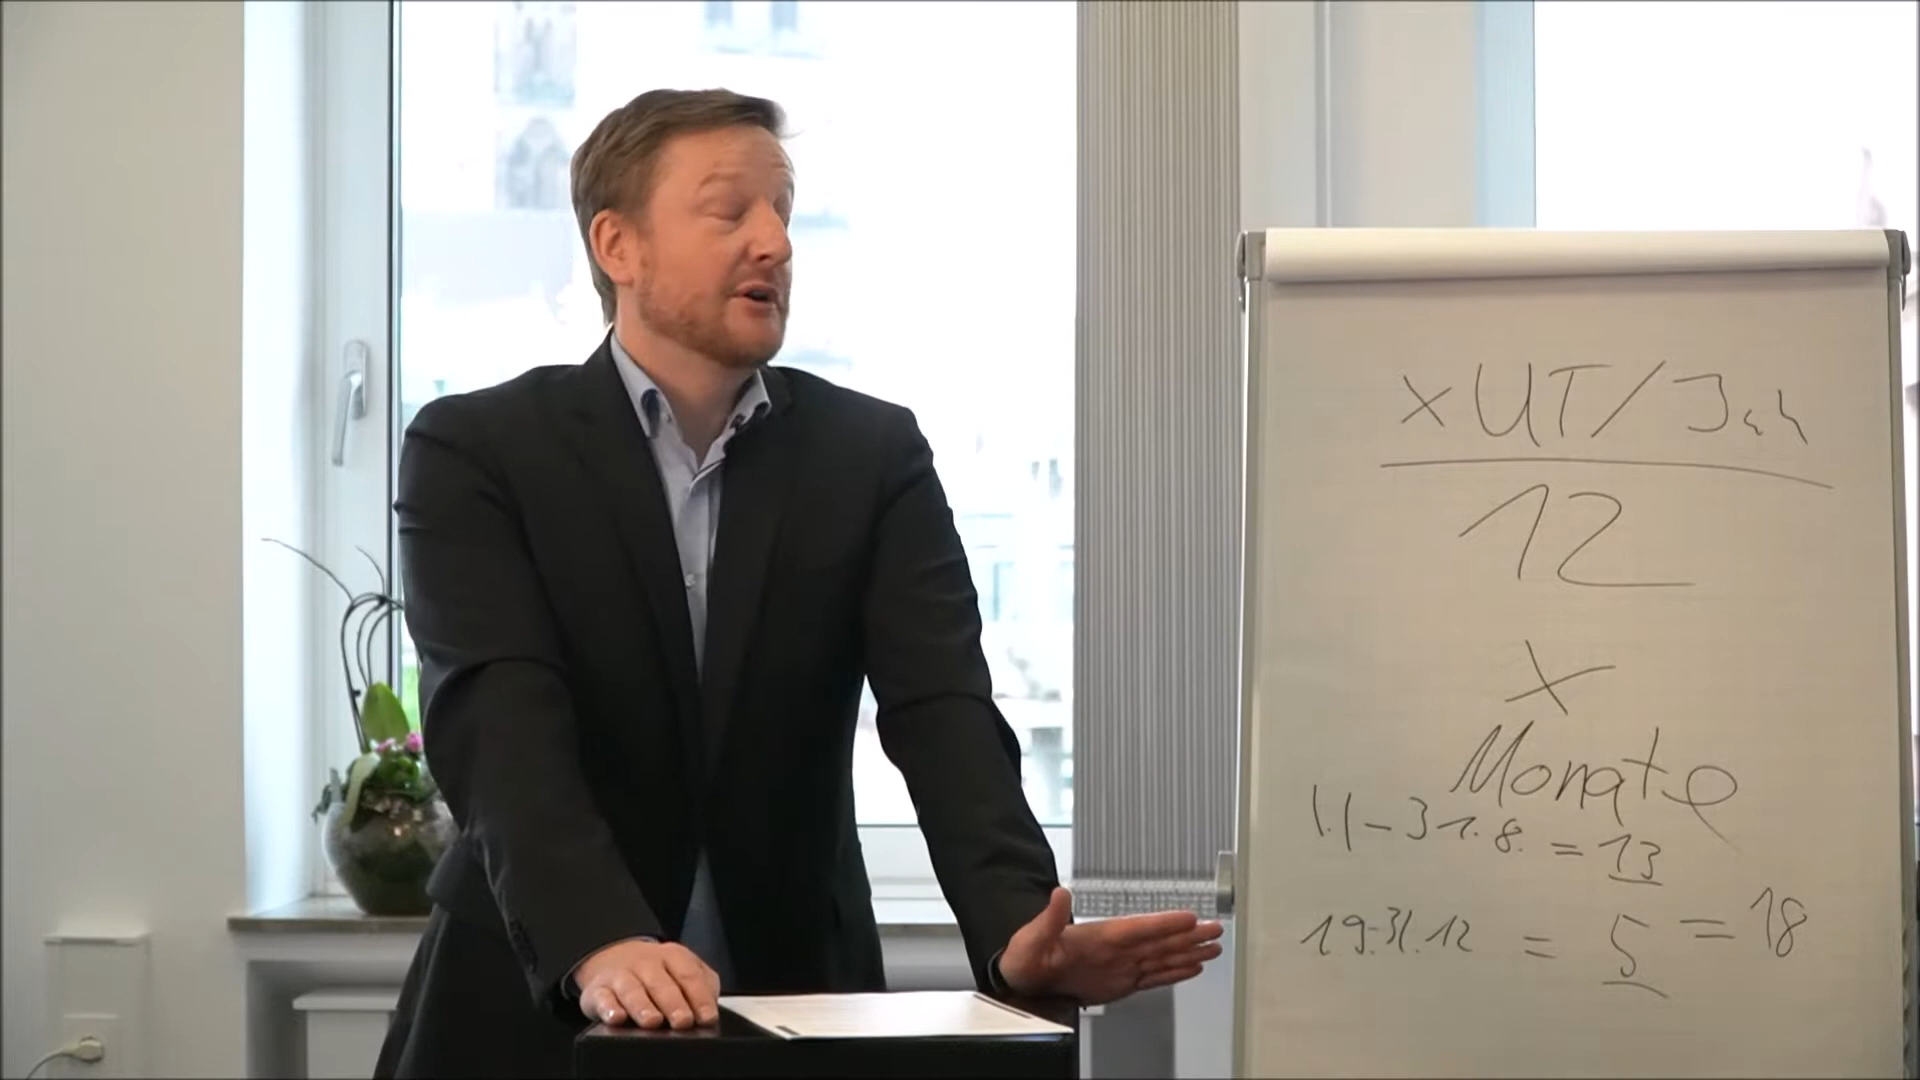 x UT/Jah
12
x
Monate
1.1-31.8. = 13
1.9-31.12 = 5 = 18